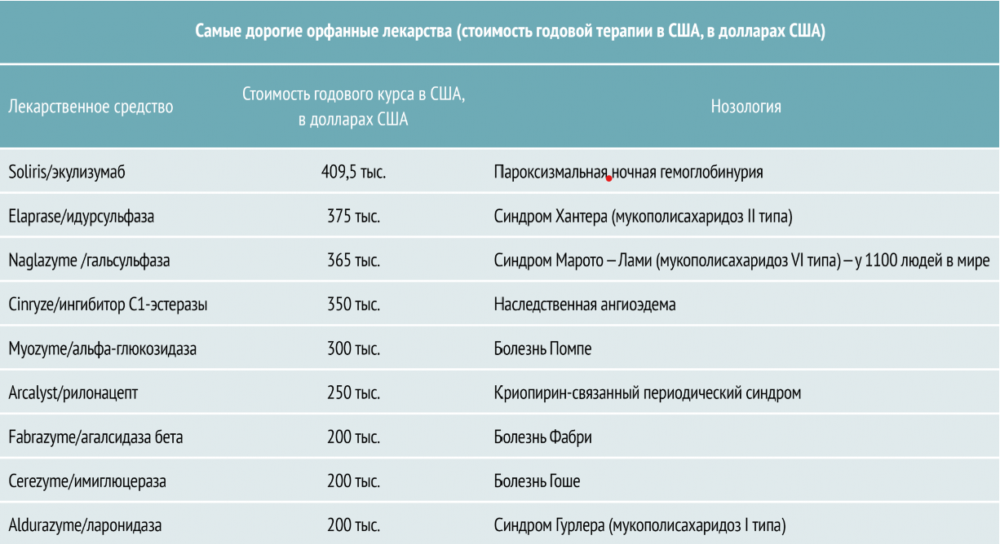 Самые дорогие орфанные лекарства (стоимость годовой терапии в США, в долларах США)
Лекарственное средство
Стоимость годового курса в США,
в долларах США
Нозология
Soliris/экулизумаб 409,5 тыс. Пароксизмальная ночная гемоглобинурия
Elaprase/идурсульфаза 375 тыс. Синдром Хантера (мукополисахаридоз II типа)
Naglazyme /гальсульфаза 365 тыс. Синдром Марото — Лами (мукополисахаридоз VI типа) — у 1100 людей в мире
Cinryze/ингибитор С1-эстеразы 350 тыс. Наследственная ангиоэдема
Myozyme/альфа-глюкозидаза 300 тыс. Болезнь Помпе
Arcalyst/рилонацепт 250 тыс. Криопирин-связанный периодический синдром
Fabrazyme/агалсидаза бета 200 тыс. Болезнь Фабри
Cerezyme/имиглюцераза 200 тыс. Болезнь Гоше
Aldurazyme/ларонидаза 200 тыс. Синдром Гурлера (мукополисахаридоз I типа)